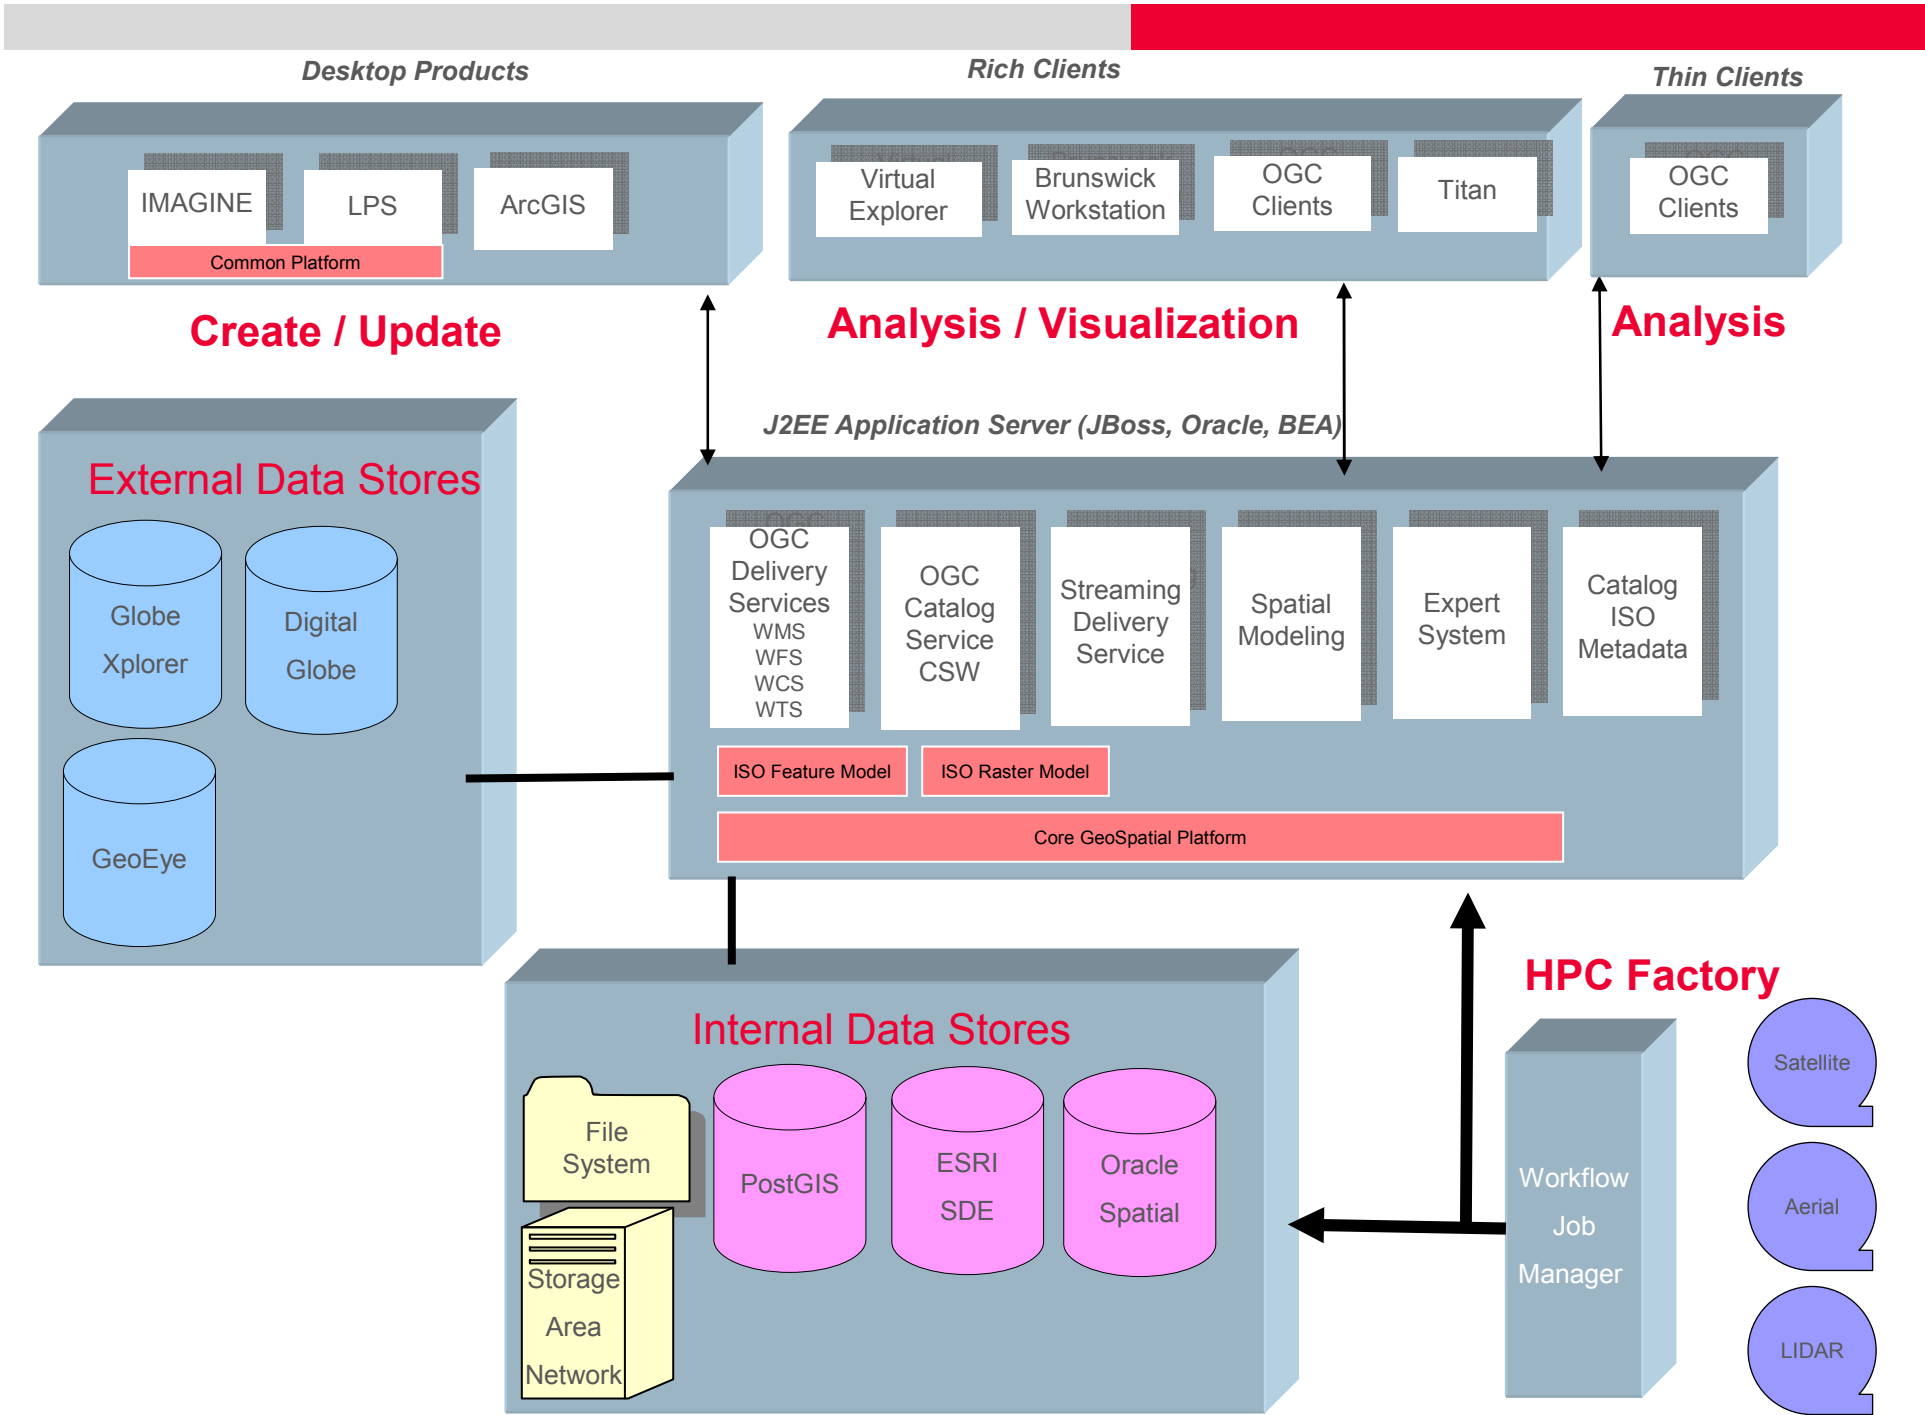 Desktop Products
Rich Clients
Thin Clients
IMAGINE
LPS
ArcGIS
Common Platform
Virtual
Explorer
Brunswick
Workstation
OGC
Clients
Titan
OGC
Clients
Create / Update
Analysis / Visualization
Analysis
J2EE Application Server (JBoss, Oracle, BEA)
External Data Stores
Globe
Xplorer
Digital
Globe
GeoEye
OGC
Delivery
Services
WMS
WFS
WCS
WTS
OGC
Catalog
Service
CSW
Streaming
Delivery
Service
Spatial
Modeling
Expert
System
Catalog
ISO
Metadata
ISO Feature Model
ISO Raster Model
Core GeoSpatial Platform
Internal Data Stores
File
System
Storage
Area
Network
PostGIS
ESRI
SDE
Oracle
Spatial
HPC Factory
Workflow
Job
Manager
Satellite
Aerial
LIDAR